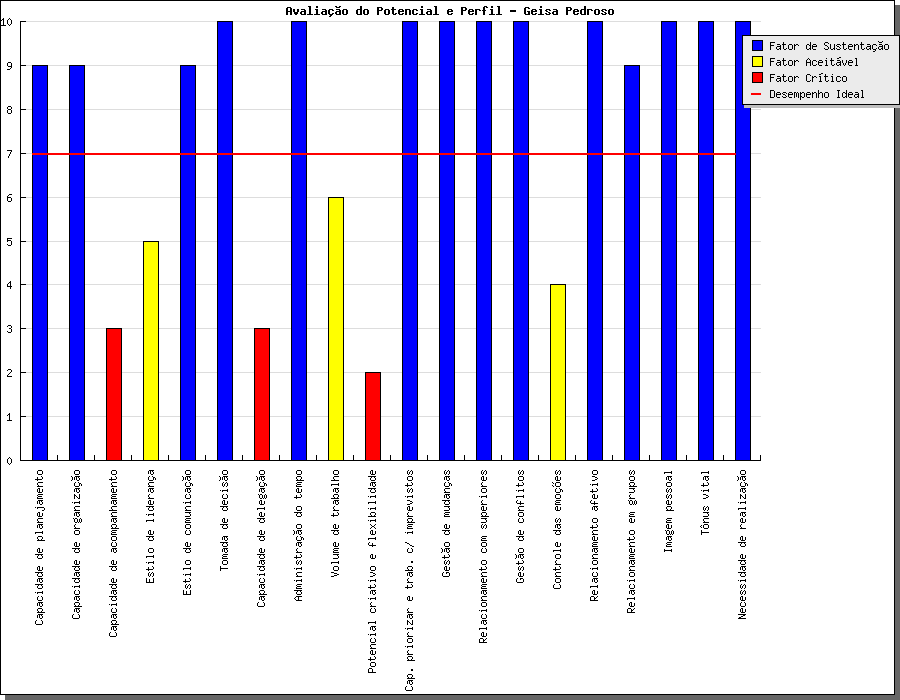 Avaliação do Potencial e Perfil - Geisa Pedroso
10
9
8
7
6
5
4
3
2
1
0
Fator de Sustentação
Fator Aceitável
Fator Crítico
Desempenho Ideal
Capacidade de planejamento
Capacidade de organização
Capacidade de acompanhamento
Estilo de liderança
Estilo de comunicação
Tomada de decisão
Capacidade de delegação
Administração do tempo
Volume de trabalho
Potencial criativo e flexibilidade
Cap. priorizar e trab. c/ imprevistos
Gestão de mudanças
Relacionamento com superiores
Gestão de conflitos
Controle das emoções
Relacionamento afetivo
Relacionamento em grupos
Imagem pessoal
Tônus vital
Necessidade de realização